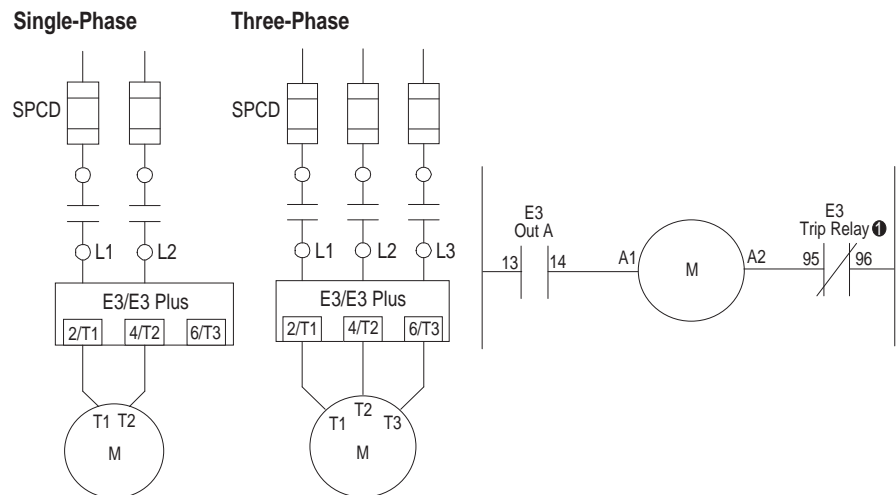 Single-Phase
Three-Phase
SPCD
SPCD
L1 L2
L1 L2 L3
E3/E3 Plus
2/T1 4/T2 6/T3
E3/E3 Plus
2/T1 4/T2 6/T3
T1 T2
M
T1 T2 T3
M
E3
Out A
13 14
A1 M A2
E3
Trip Relay ❶
95 96